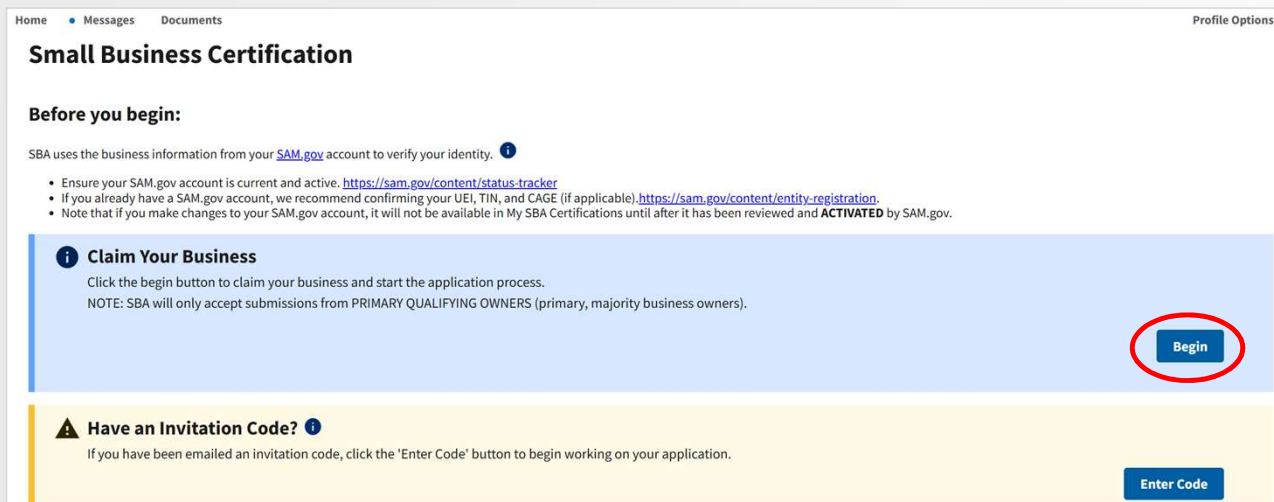 Home • Messages Documents Profile Options
Small Business Certification
Before you begin:
SBA uses the business information from your SAM.gov account to verify your identity.
• Ensure your SAM.gov account is current and active. https://sam.gov/content/status-tracker
• If you already have a SAM.gov account, we recommend confirming your UEI, TIN, and CAGE (if applicable).https://sam.gov/content/entity-registration.
• Note that if you make changes to your SAM.gov account, it will not be available in My SBA Certifications until after it has been reviewed and ACTIVATED by SAM.gov.
Claim Your Business
Click the begin button to claim your business and start the application process.
NOTE: SBA will only accept submissions from PRIMARY QUALIFYING OWNERS (primary, majority business owners).
Begin
Have an Invitation Code?
If you have been emailed an invitation code, click the 'Enter Code' button to begin working on your application.
Enter Code